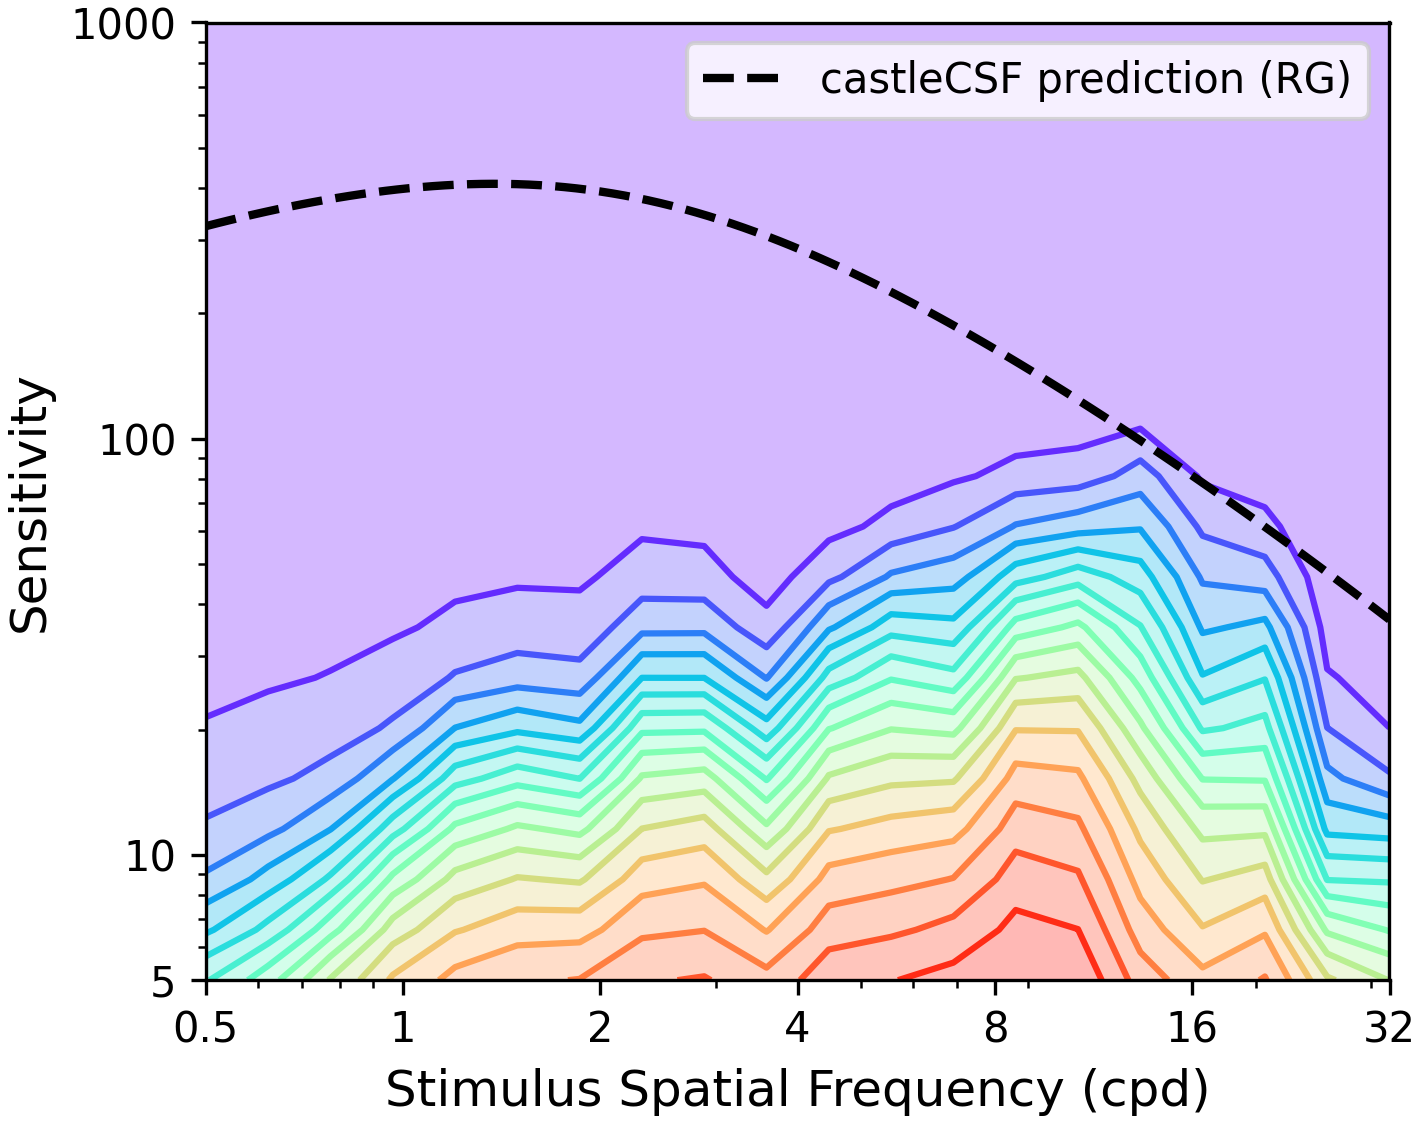 1000
castleCSF prediction (RG)
100
Sensitivity
10
5
0.5 1 2 4 8 16 32
Stimulus Spatial Frequency (cpd)